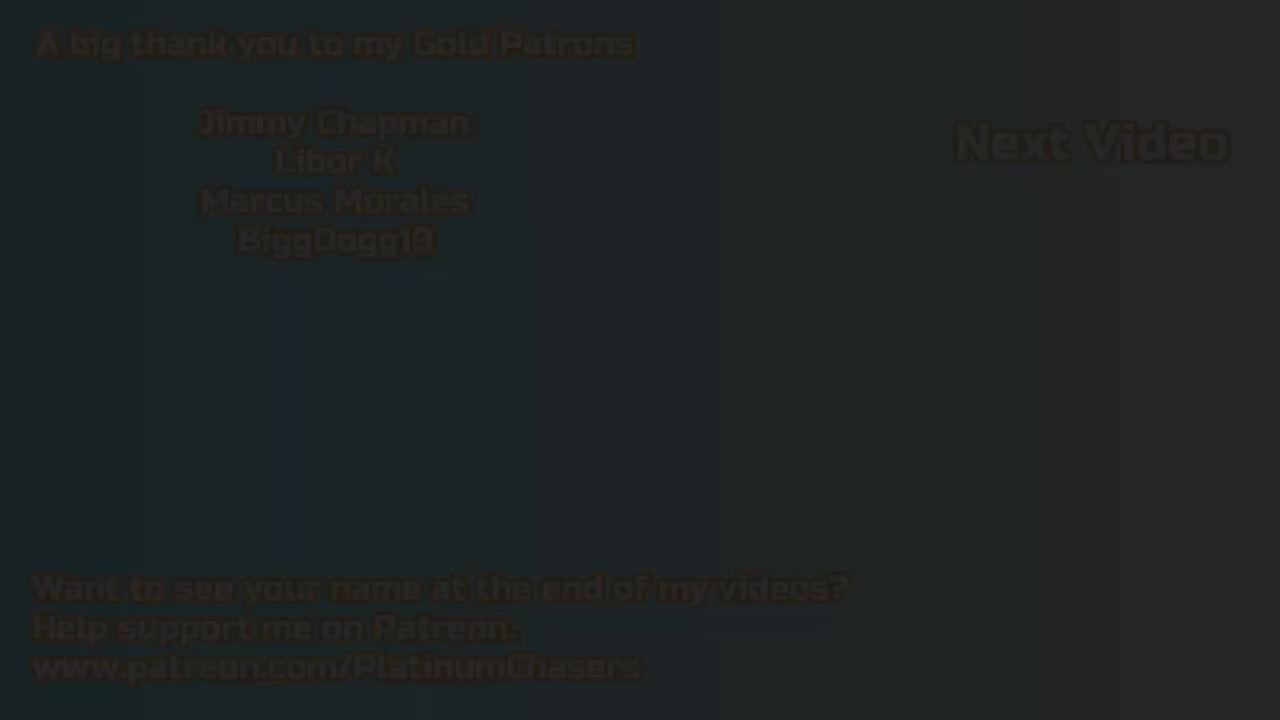 A big thank you to my Gold Patrons
Jimmy Chapman
Libor K
Marcus Morales
BiggDogg19
Next Video
Want to see your name at the end of my videos?
Help support me on Patreon.
www.patreon.com/PlatinumChasers